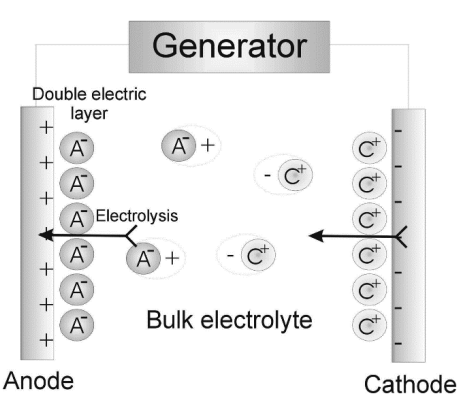 Generator
Double electric
layer
+
+
+
+
+
+
+
A⁻
A⁻
A⁻
A⁻
A⁻
A⁻
A⁻ +
- C⁺
Electrolysis
A⁻ +
- C⁺
C⁺
C⁺
C⁺
C⁺
C⁺
C⁺
-
-
-
-
-
-
-
Bulk electrolyte
Anode
Cathode